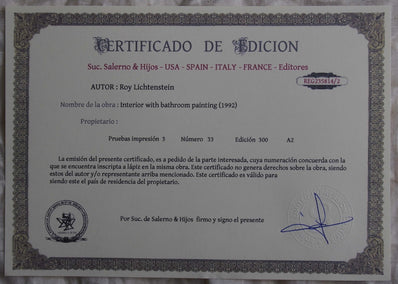 Certificado de Edicion
Suc. Salerno & Hijos - USA - SPAIN - ITALY - FRANCE - Editores
REG235814/2
AUTOR : Roy Lichtenstein
Nombre de la obra : Interior with bathroom painting (1992)
Propietario :
Pruebas impresión 3 Número 33 Edición 300 A2
La emisión del presente certificado, es a pedido de la parte interesada, cuya numeración concuerda con la
que se encuentra inscripta a lápiz en la misma obra. Este certificado no genera derechos sobre la obra, siendo
estos del autor y/o representante arriba mencionado. Este certificado es válido para
siendo este el país de residencia del propietario.
Por Suc. de Salerno & Hijos firmo y signo el presente